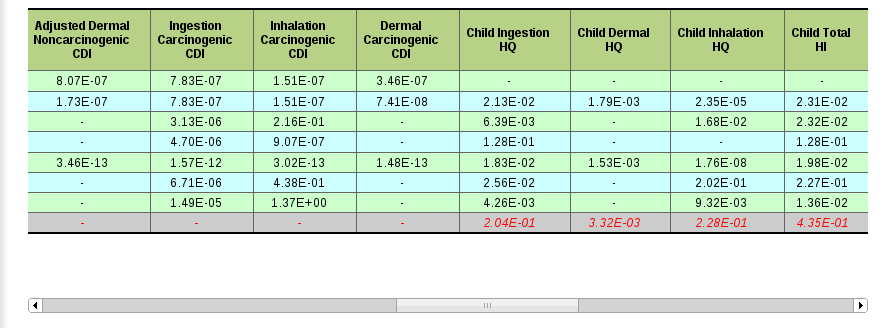 Adjusted Dermal Noncarcinogenic CDI Ingestion Carcinogenic CDI Inhalation Carcinogenic CDI Dermal Carcinogenic CDI Child Ingestion HQ Child Dermal HQ Child Inhalation HQ Child Total HI
8.07E-07 7.83E-07 1.51E-07 3.46E-07 - - - -
1.73E-07 7.83E-07 1.51E-07 7.41E-08 2.13E-02 1.79E-03 2.35E-05 2.31E-02
- 3.13E-06 2.16E-01 - 6.39E-03 - 1.68E-02 2.32E-02
- 4.70E-06 9.07E-07 - 1.28E-01 - - 1.28E-01
3.46E-13 1.57E-12 3.02E-13 1.48E-13 1.83E-02 1.53E-03 1.76E-08 1.98E-02
- 6.71E-06 4.38E-01 - 2.56E-02 - 2.02E-01 2.27E-01
- 1.49E-05 1.37E+00 - 4.26E-03 - 9.32E-03 1.36E-02
- - - - 2.04E-01 3.32E-03 2.28E-01 4.35E-01